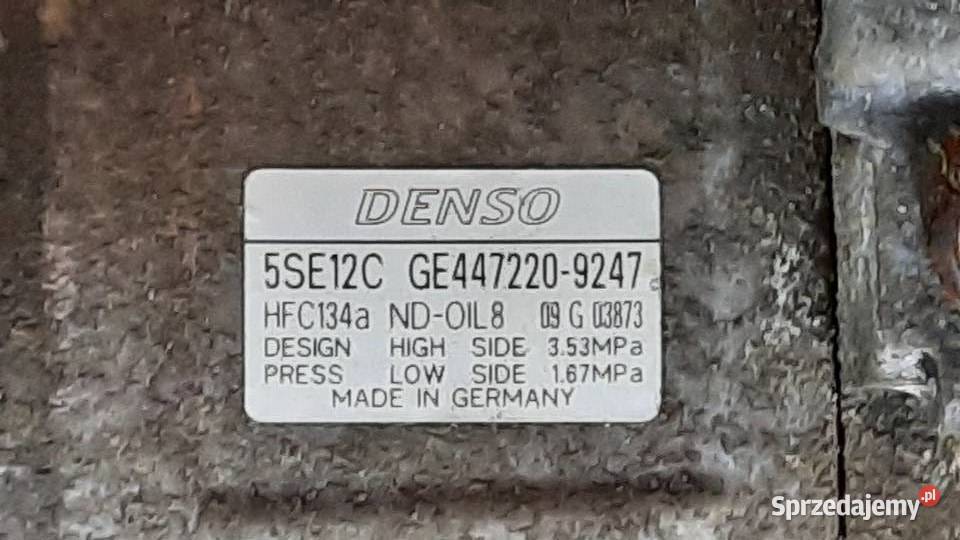 DENSO
5SE12C GE447220-9247
HFC134a ND-OIL8 09 G 03873
DESIGN HIGH SIDE 3.53MPa
PRESS LOW SIDE 1.67MPa
MADE IN GERMANY
Sprzedajemy.pl